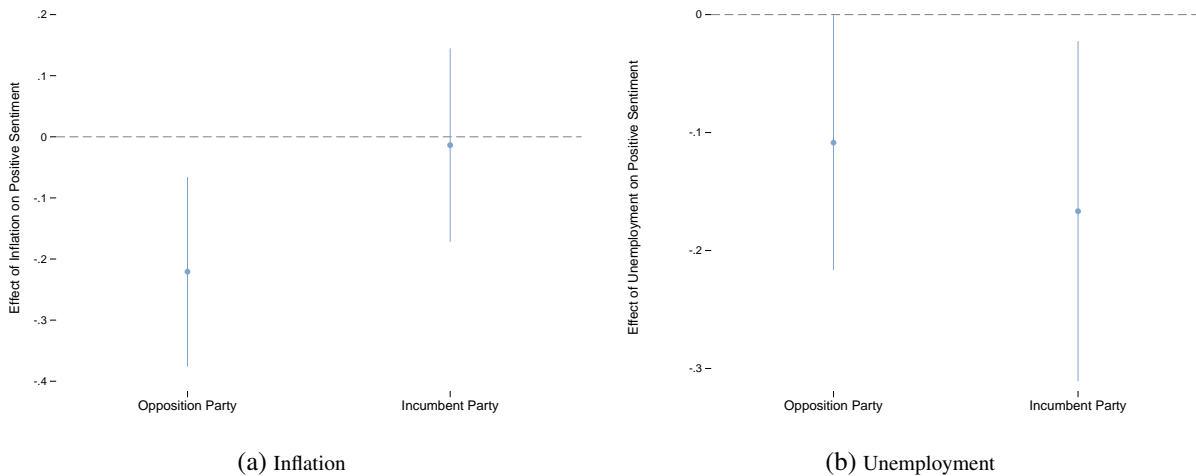 Effect of Inflation on Positive Sentiment
.2
.1
0
-.1
-.2
-.3
-.4
Opposition Party
Incumbent Party
(a) Inflation
Effect of Unemployment on Positive Sentiment
0
-.1
-.2
-.3
Opposition Party
Incumbent Party
(b) Unemployment